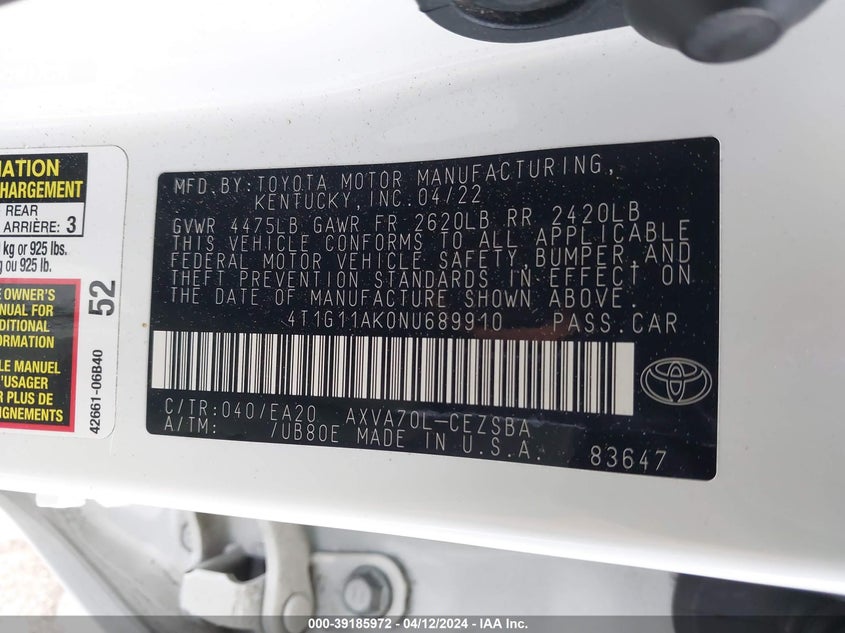 MATION
CHARGEMENT
REAR
ARRIÈRE: 3
kg or 925 lbs.
ou 925 lb.
OWNER'S
MANUAL FOR
ADDITIONAL
INFORMATION
LE MANUEL
L'USAGER
PLUS DE
52
42661-06B40
MFD.BY:TOYOTA MOTOR MANUFACTURING,
KENTUCKY,INC.04/22
GVWR 4475LB GAWR FR 2620LB RR 2420LB
THIS VEHICLE CONFORMS TO ALL APPLICABLE
FEDERAL MOTOR VEHICLE SAFETY,BUMPER,AND
THEFT PREVENTION STANDARDS IN EFFECT ON
THE DATE OF MANUFACTURE SHOWN ABOVE.
4T1G11AK0NU689910 PASS.CAR
C/TR:040/EA20 AXVA70L-CEZSBA
A/TM: 7UB80E MADE IN U.S.A.
83647
000-39185972 - 04/12/2024 - IAA Inc.